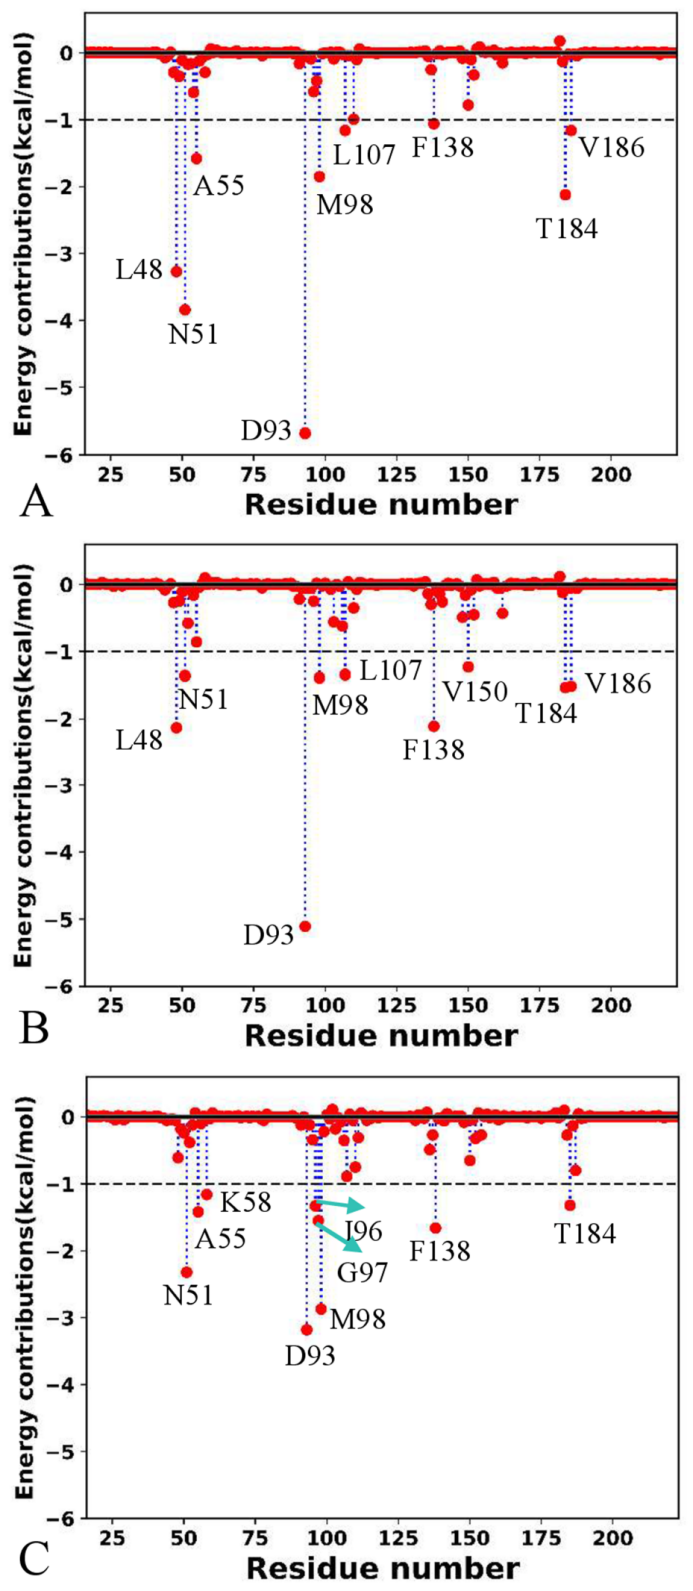 0
−1
−2
−3
−4
−5
−6
Energy contributions(kcal/mol)
L107
F138
V186
A55
M98
T184
L48
N51
D93
25 50 75 100 125 150 175 200
Residue number
A
0
−1
−2
−3
−4
−5
−6
Energy contributions(kcal/mol)
N51
M98
L107
V150
T184
V186
L48
F138
D93
25 50 75 100 125 150 175 200
Residue number
B
0
−1
−2
−3
−4
−5
−6
Energy contributions(kcal/mol)
K58
A55
I96
F138
T184
G97
N51
M98
D93
25 50 75 100 125 150 175 200
Residue number
C